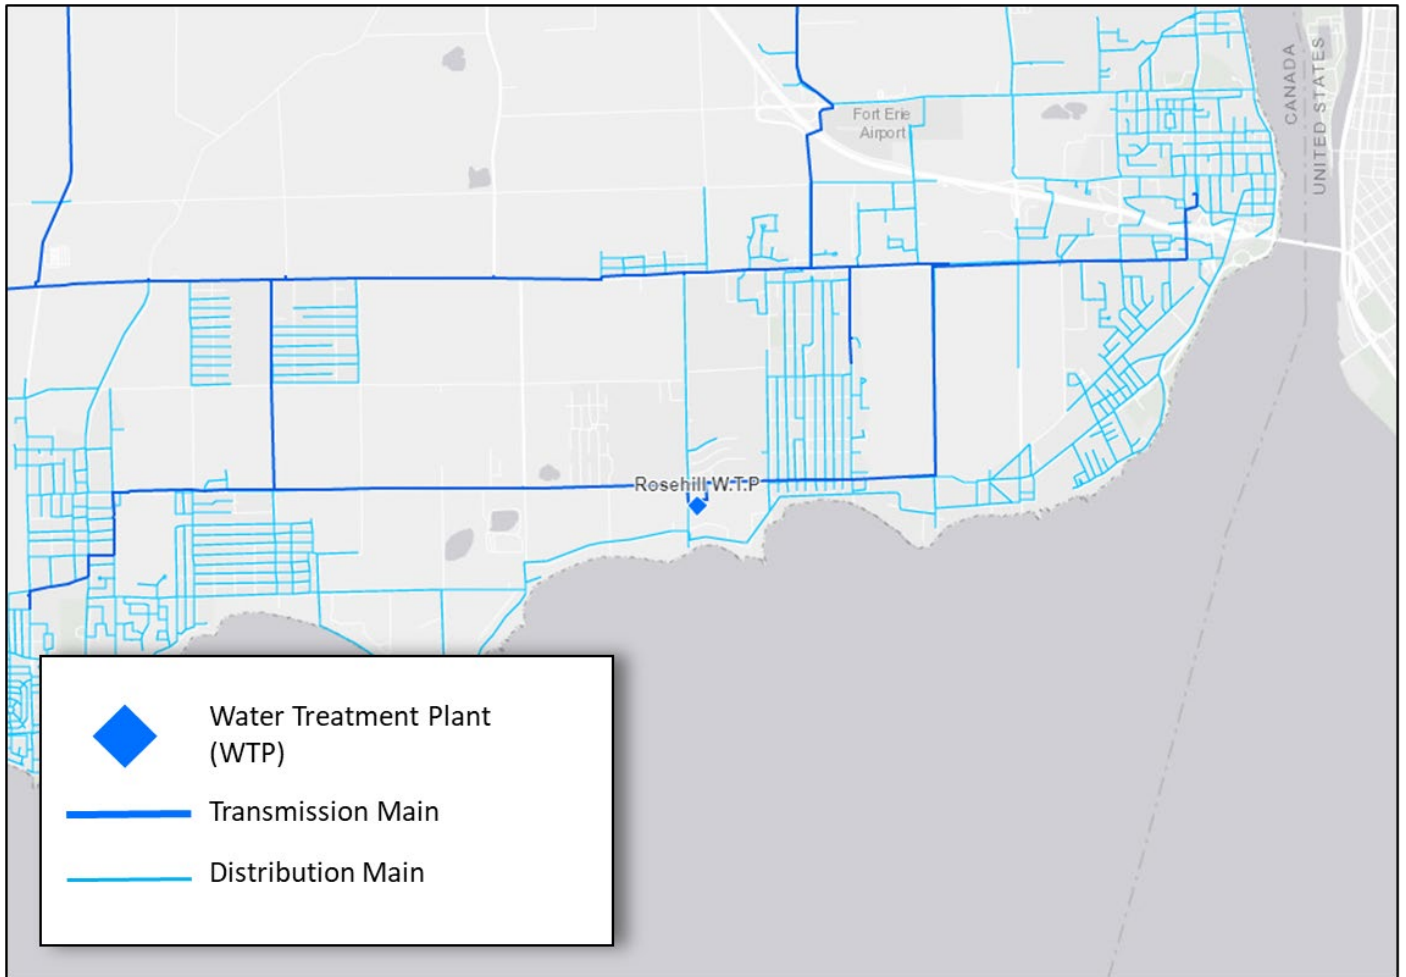 Fort Erie
Airport
CANADA
UNITED STATES
Rosehill W.T.P
Water Treatment Plant
(WTP)
Transmission Main
Distribution Main